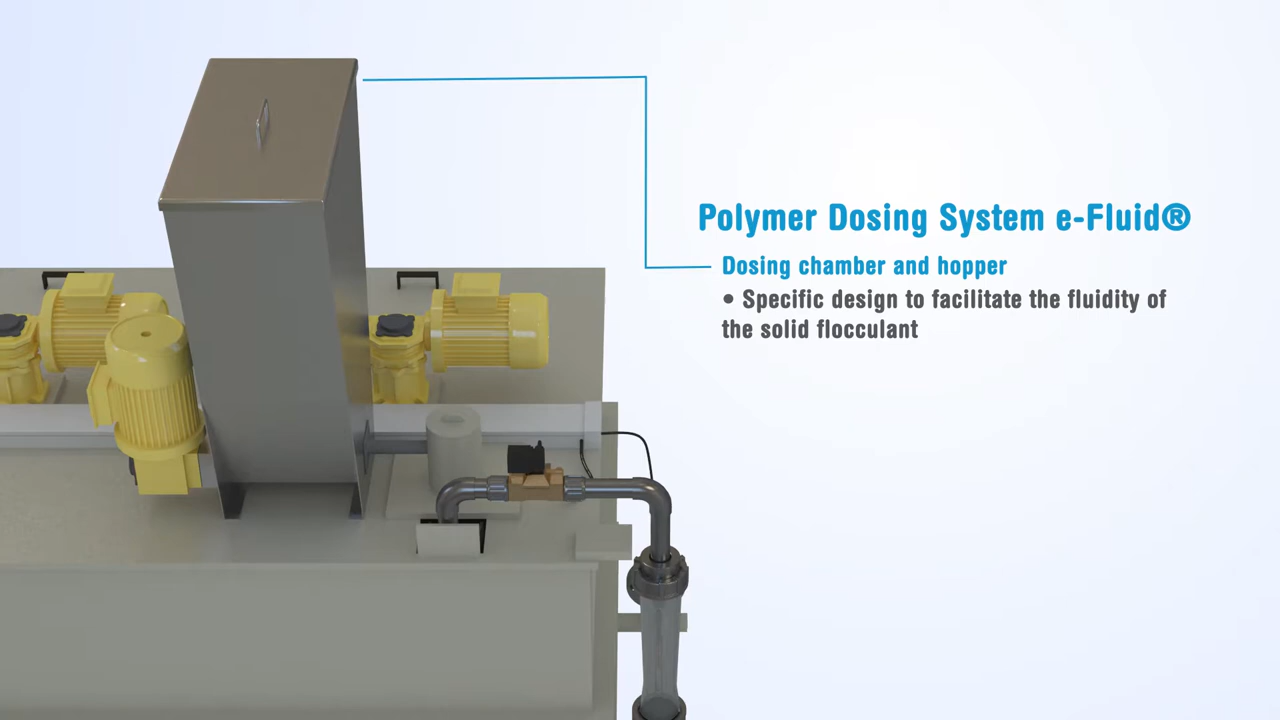 Polymer Dosing System e-Fluid®
Dosing chamber and hopper
• Specific design to facilitate the fluidity of
the solid flocculant